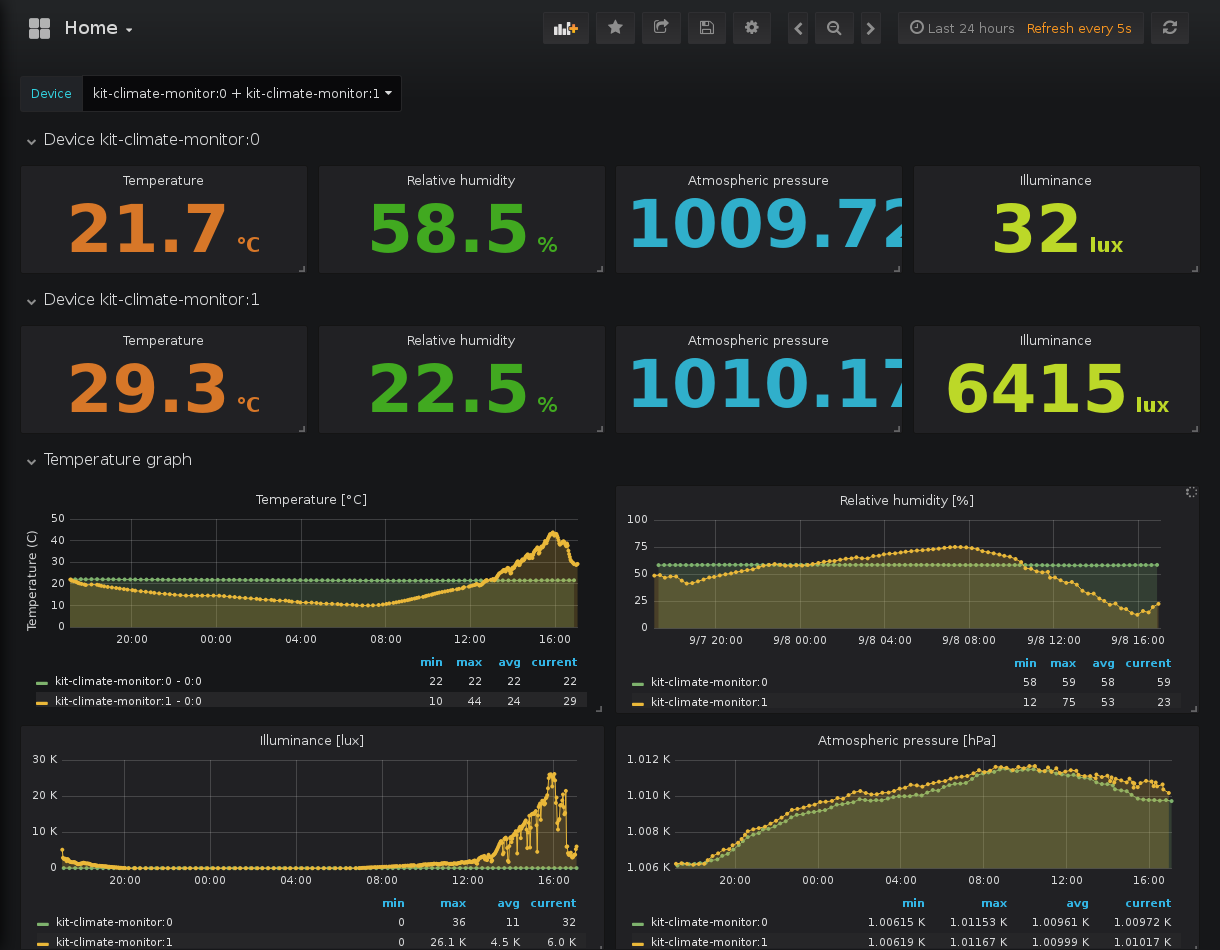 Home
Last 24 hours Refresh every 5s
Device kit-climate-monitor:0 + kit-climate-monitor:1
Device kit-climate-monitor:0
Temperature Relative humidity Atmospheric pressure Illuminance
21.7 °C 58.5 % 1009.72 32 lux
Device kit-climate-monitor:1
Temperature Relative humidity Atmospheric pressure Illuminance
29.3 °C 22.5 % 1010.17 6415 lux
Temperature graph
Temperature [°C]
Temperature (C)
50
40
30
20
10
0
20:00 00:00 04:00 08:00 12:00 16:00
min max avg current
kit-climate-monitor:0 - 0:0 22 22 22 22
kit-climate-monitor:1 - 0:0 10 44 24 29
Relative humidity [%]
100
75
50
25
0
9/7 20:00 9/8 00:00 9/8 04:00 9/8 08:00 9/8 12:00 9/8 16:00
min max avg current
kit-climate-monitor:0 58 59 58 59
kit-climate-monitor:1 12 75 53 23
Illuminance [lux]
30 K
20 K
10 K
0
20:00 00:00 04:00 08:00 12:00 16:00
min max avg current
kit-climate-monitor:0 0 36 11 32
kit-climate-monitor:1 0 26.1 K 4.5 K 6.0 K
Atmospheric pressure [hPa]
1.012 K
1.010 K
1.008 K
1.006 K
20:00 00:00 04:00 08:00 12:00 16:00
min max avg current
kit-climate-monitor:0 1.00615 K 1.01153 K 1.00961 K 1.00972 K
kit-climate-monitor:1 1.00619 K 1.01167 K 1.00999 K 1.01017 K